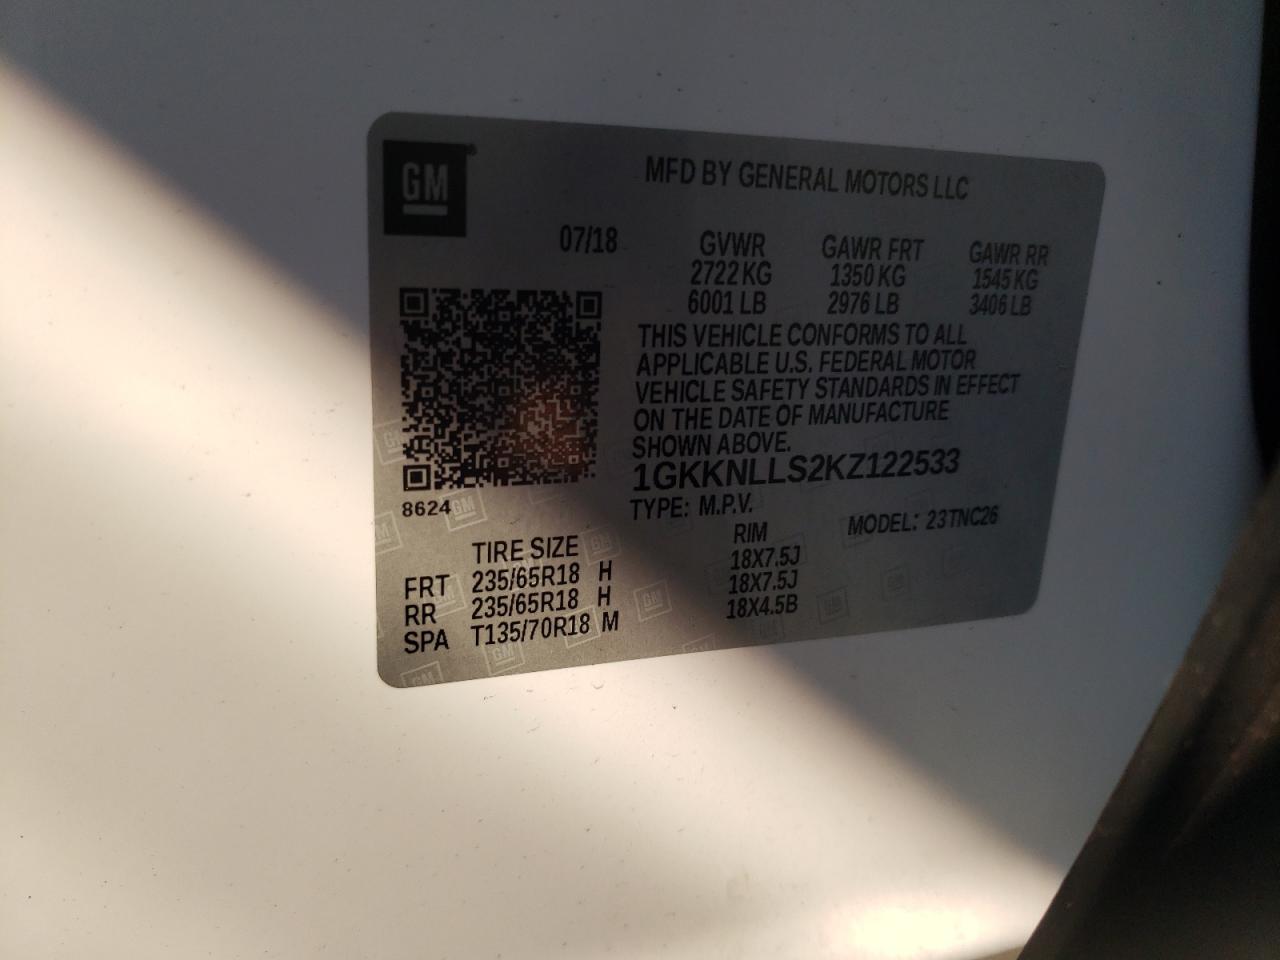 GM
MFD BY GENERAL MOTORS LLC
07/18 GVWR GAWR FRT GAWR RR
2722 KG 1350 KG 1545 KG
6001 LB 2976 LB 3406 LB
THIS VEHICLE CONFORMS TO ALL
APPLICABLE U.S. FEDERAL MOTOR
VEHICLE SAFETY STANDARDS IN EFFECT
ON THE DATE OF MANUFACTURE
SHOWN ABOVE.
1GKKNLLS2KZ122533
8624
TYPE: M.P.V. MODEL: 23TNC26
TIRE SIZE RIM
FRT 235/65R18 H 18X7.5J
RR 235/65R18 H 18X7.5J
SPA T135/70R18 M 18X4.5B